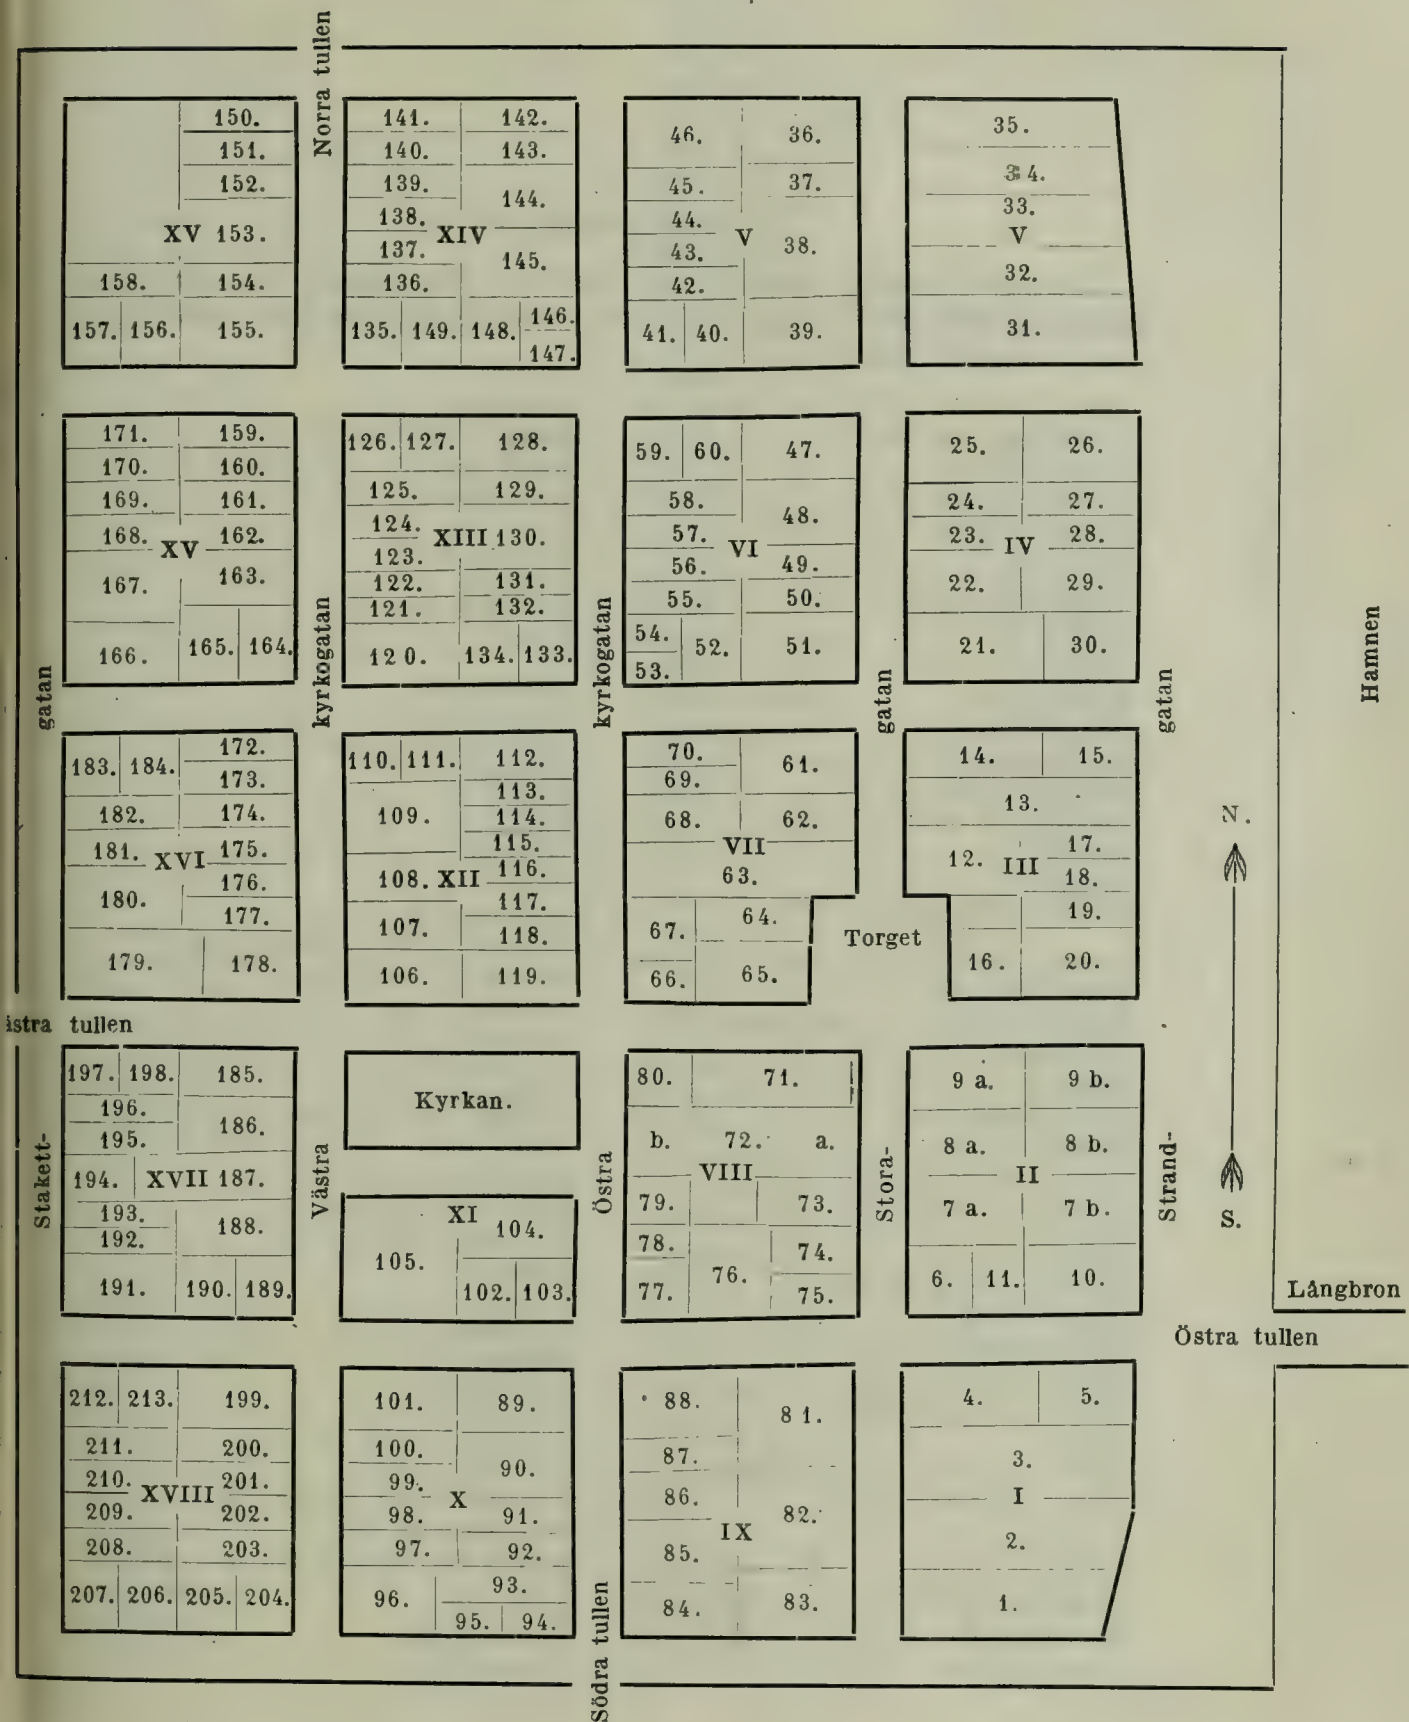 Norra tullen
150.
151.
152.
XV 153.
158. 154.
157. 156. 155.
141. 142.
140. 143.
139.
144.
138.
XIV
137.
145.
136.
135. 149. 148. 146.
147.
46. 36.
45. 37.
44.
V
38.
43.
42.
41. 40. 39.
35.
34.
33.
V
32.
31.
171. 159.
170. 160.
169. 161.
168. XV 162.
167. 163.
166. 165. 164.
126. 127. 128.
125. 129.
124.
XIII 130.
123.
122. 131.
121. 132.
120. 134. 133.
59. 60. 47.
58.
48.
57.
VI
56. 49.
55. 50.
54.
52. 51.
53.
25. 26.
24. 27.
23. IV 28.
22. 29.
21. 30.
gatan
kyrkogatan
kyrkogatan
gatan
gatan
Hamnen
183. 184. 172.
173.
182. 174.
181. XVI 175.
176.
180.
177.
179. 178.
110. 111. 112.
113.
109. 114.
115.
108. XII 116.
117.
107. 118.
106. 119.
70.
61.
69.
68. 62.
VII
63.
67. 64.
66. 65.
Torget
14. 15.
13.
12. III 17.
18.
19.
16. 20.
N.
S.
istra tullen
197. 198. 185.
196.
186.
195.
194. XVII 187.
193.
188.
192.
191. 190. 189.
Kyrkan.
XI
104.
105.
102. 103.
80. 71.
b. 72. a.
VIII
79. 73.
78. 74.
76.
77. 75.
9 a. 9 b.
8 a. 8 b.
II
7 a. 7 b.
6. 11. 10.
Stakett-
Västra
Östra
Stora-
Strand-
Långbron
Östra tullen
212. 213. 199.
211. 200.
210. 201.
XVIII
209. 202.
208. 203.
207. 206. 205. 204.
101. 89.
100.
90.
99.
X
98. 91.
97. 92.
93.
96.
95. 94.
88. 81.
87.
86.
82.
IX
85.
84. 83.
4. 5.
3.
I
2.
1.
Södra tullen